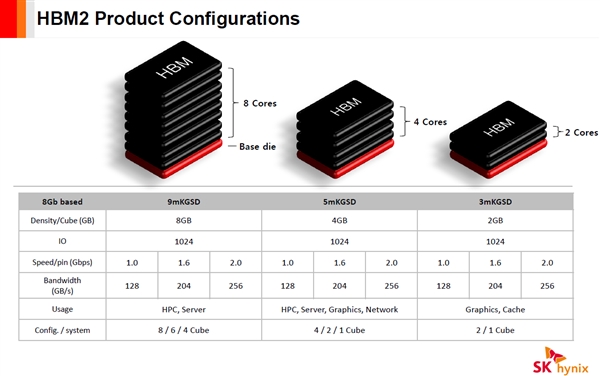 HBM2 Product Configurations
HBM
8 Cores
Base die
HBM
4 Cores
HBM
2 Cores
8Gb based 9mKGSD 5mKGSD 3mKGSD
Density/Cube (GB) 8GB 4GB 2GB
IO 1024 1024 1024
Speed/pin (Gbps) 1.0 1.6 2.0 1.0 1.6 2.0 1.0 1.6 2.0
Bandwidth
(GB/s) 128 204 256 128 204 256 128 204 256
Usage HPC, Server HPC, Server, Graphics, Network Graphics, Cache
Config. / system 8 / 6 / 4 Cube 4 / 2 / 1 Cube 2 / 1 Cube
SK hynix